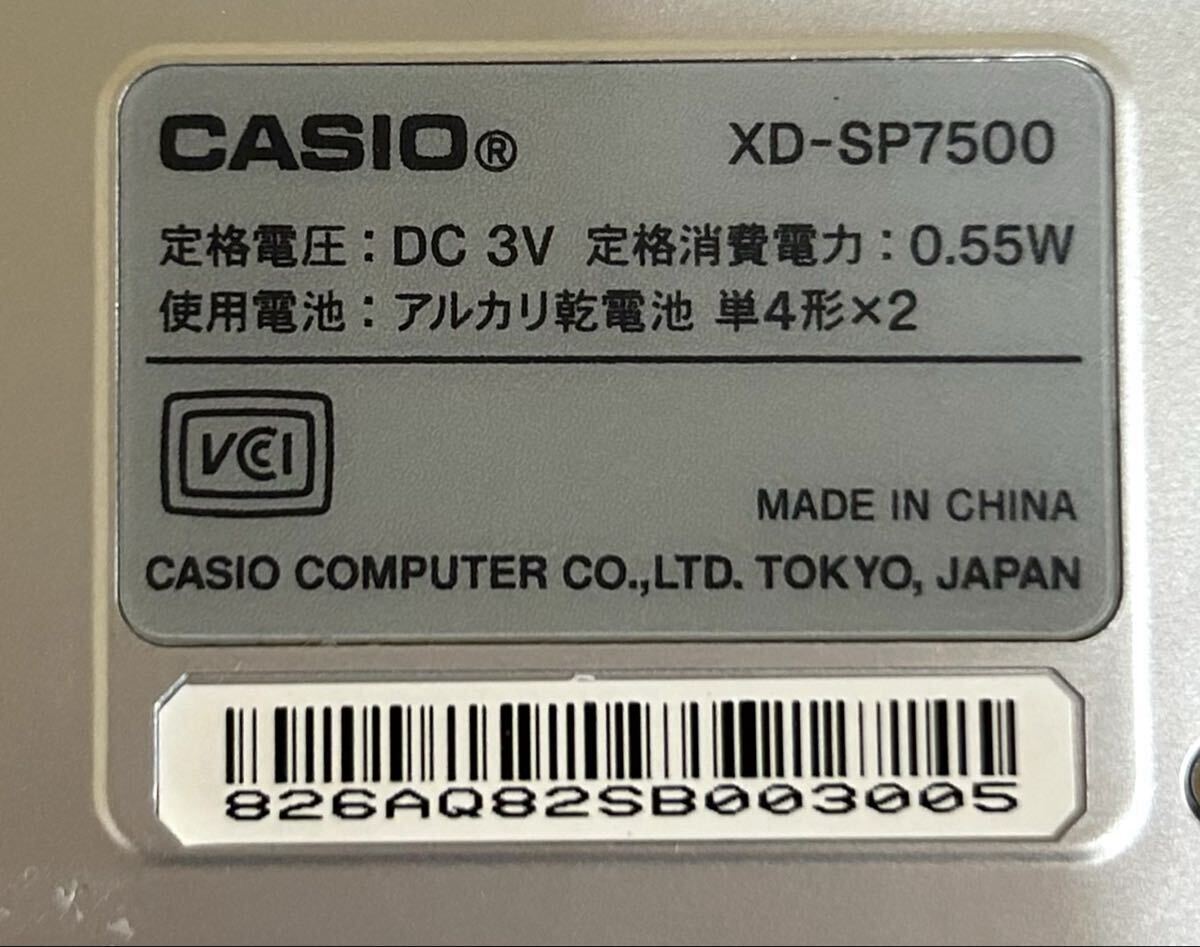 CASIO® XD-SP7500
定格電圧：DC 3V 定格消費電力：0.55W
使用電池：アルカリ乾電池 単4形×2
VCCI
MADE IN CHINA
CASIO COMPUTER CO.,LTD. TOKYO, JAPAN
826AQ82SB003005